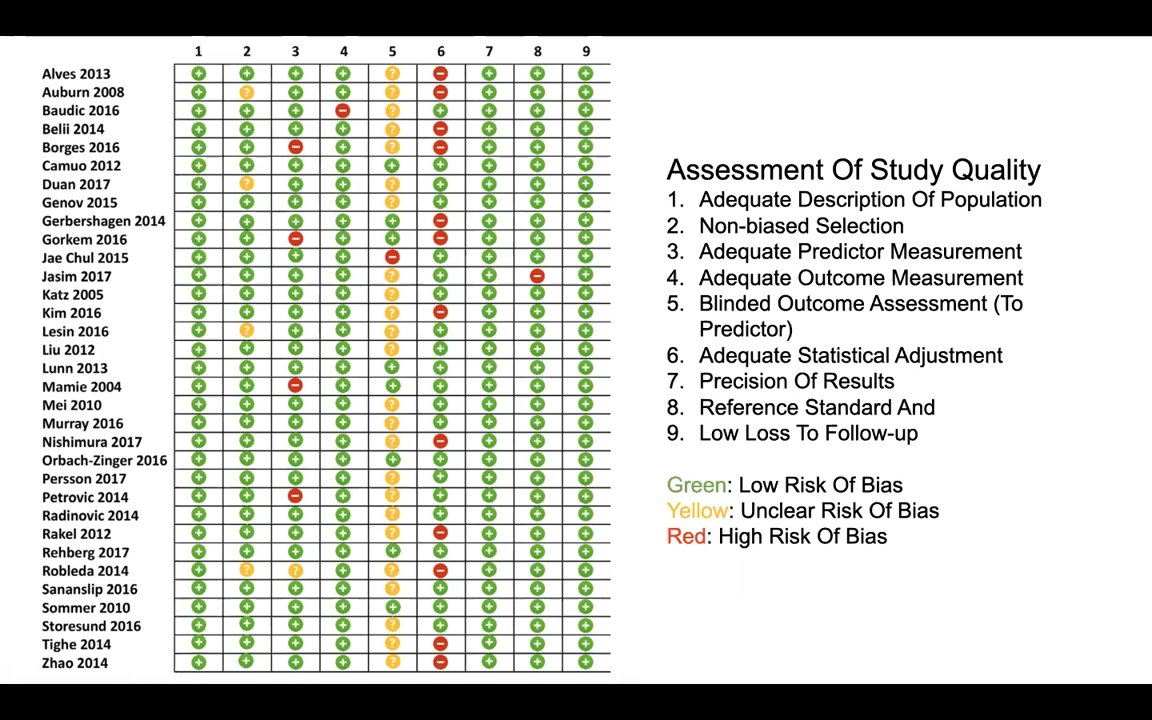 1 2 3 4 5 6 7 8 9
Alves 2013 + + + + ? − + + +
Auburn 2008 + ? + + ? − + + +
Baudic 2016 + + + − ? + + + +
Belii 2014 + + + + ? − + + +
Borges 2016 + + − + ? − + + +
Camuo 2012 + + + + + + + + +
Duan 2017 + ? + + ? + + + +
Genov 2015 + + + + ? + + + +
Gerbershagen 2014 + + + + + − + + +
Gorkem 2016 + + − + + − + + +
Jae Chul 2015 + + + + − + + + +
Jasim 2017 + + + + ? + + − +
Katz 2005 + + + + ? + + + +
Kim 2016 + + + + ? − + + +
Lesin 2016 + ? + + ? + + + +
Liu 2012 + + + + ? + + + +
Lunn 2013 + + + + + + + + +
Mamie 2004 + + − + + + + + +
Mei 2010 + + + + ? + + + +
Murray 2016 + + + + ? + + + +
Nishimura 2017 + + + + ? − + + +
Orbach-Zinger 2016 + + + + + + + + +
Persson 2017 + + + + ? + + + +
Petrovic 2014 + + − + ? + + + +
Radinovic 2014 + + + + ? + + + +
Rakel 2012 + + + + ? − + + +
Rehberg 2017 + + + + + + + + +
Robleda 2014 + ? ? + ? − + + +
Sananslip 2016 + + + + ? + + + +
Sommer 2010 + + + + + + + + +
Storesund 2016 + + + + ? + + + +
Tighe 2014 + + + + ? − + + +
Zhao 2014 + + + + ? − + + +
Assessment Of Study Quality
1. Adequate Description Of Population
2. Non-biased Selection
3. Adequate Predictor Measurement
4. Adequate Outcome Measurement
5. Blinded Outcome Assessment (To
Predictor)
6. Adequate Statistical Adjustment
7. Precision Of Results
8. Reference Standard And
9. Low Loss To Follow-up
Green: Low Risk Of Bias
Yellow: Unclear Risk Of Bias
Red: High Risk Of Bias